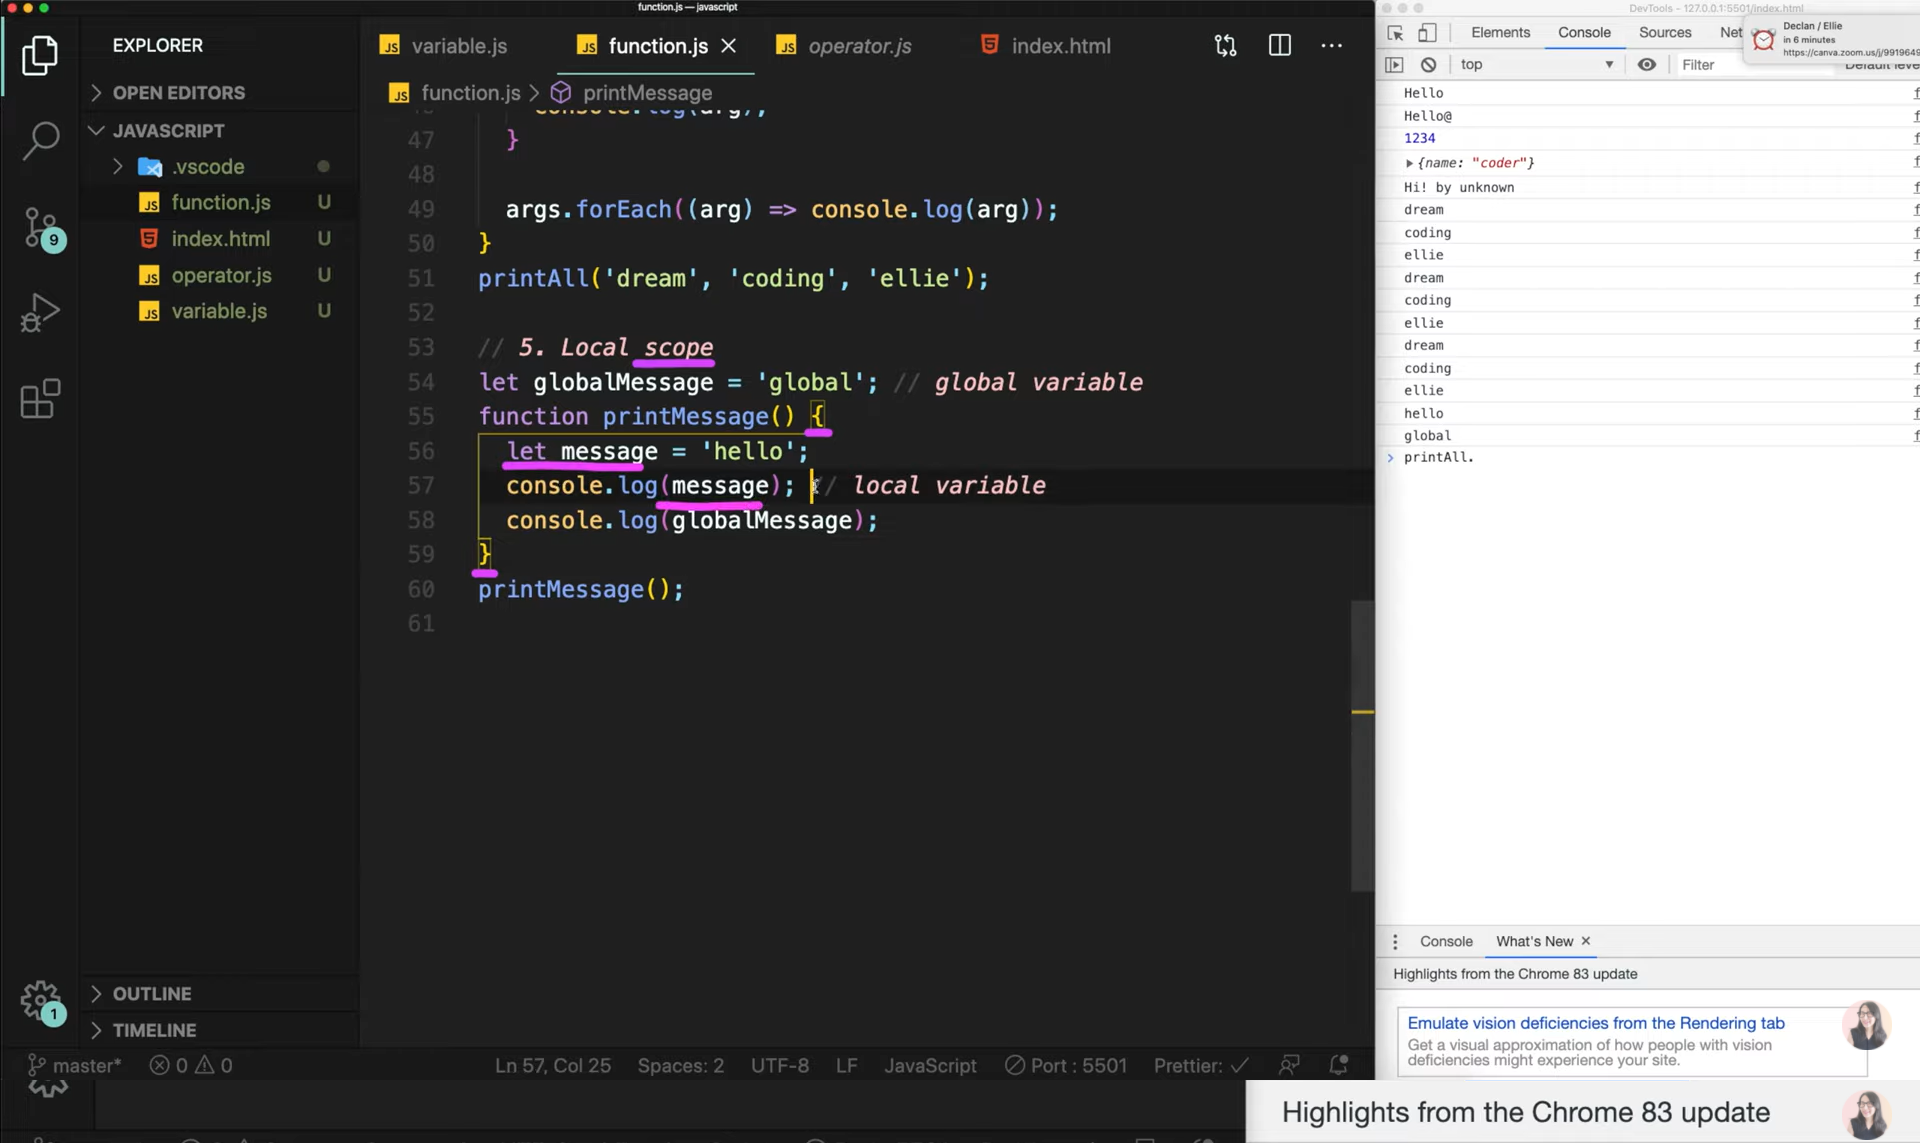 function.js — javascript
EXPLORER
OPEN EDITORS
JAVASCRIPT
.vscode
function.js U
index.html U
operator.js U
variable.js U
OUTLINE
TIMELINE
9
1
variable.js
function.js
operator.js
index.html
function.js > printMessage
console.log(arg);
47 }
48
49 args.forEach((arg) => console.log(arg));
50 }
51 printAll('dream', 'coding', 'ellie');
52
53 // 5. Local scope
54 let globalMessage = 'global'; // global variable
55 function printMessage() {
56 let message = 'hello';
57 console.log(message); // local variable
58 console.log(globalMessage);
59 }
60 printMessage();
61
master* 0 0 Ln 57, Col 25 Spaces: 2 UTF-8 LF JavaScript Port : 5501 Prettier: ✓
DevTools - 127.0.0.1:5501/index.html
Elements Console Sources Net
Declan / Ellie
in 6 minutes
https://canva.zoom.us/j/9919649
top Filter Default leve
Hello
Hello@
1234
{name: "coder"}
Hi! by unknown
dream
coding
ellie
dream
coding
ellie
dream
coding
ellie
hello
global
> printAll.
Console What's New
Highlights from the Chrome 83 update
Emulate vision deficiencies from the Rendering tab
Get a visual approximation of how people with vision
deficiencies might experience your site.
Highlights from the Chrome 83 update